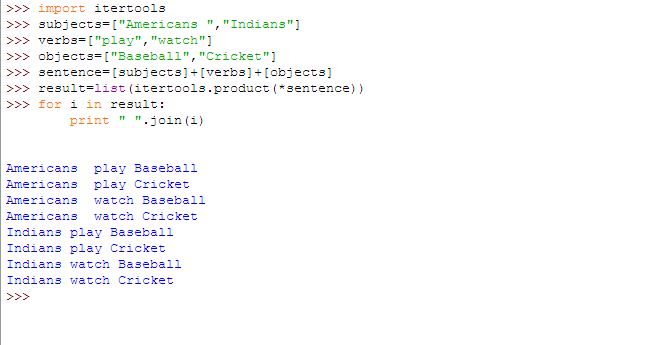 >>> import itertools
>>> subjects=["Americans ","Indians"]
>>> verbs=["play","watch"]
>>> objects=["Baseball","Cricket"]
>>> sentence=[subjects]+[verbs]+[objects]
>>> result=list(itertools.product(*sentence))
>>> for i in result:
        print " ".join(i)

Americans  play Baseball
Americans  play Cricket
Americans  watch Baseball
Americans  watch Cricket
Indians play Baseball
Indians play Cricket
Indians watch Baseball
Indians watch Cricket
>>>